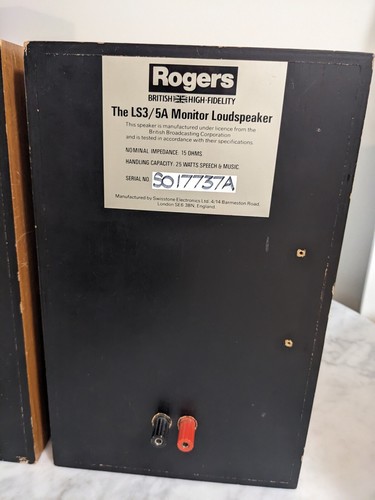 Rogers
BRITISH HIGH-FIDELITY
The LS3/5A Monitor Loudspeaker
This speaker is manufactured under licence from the
British Broadcasting Corporation
and is tested in accordance with their specifications.
NOMINAL IMPEDANCE: 15 OHMS.
HANDLING CAPACITY: 25 WATTS SPEECH & MUSIC.
SERIAL NO. SO17737A
Manufactured by Swisstone Electronics Ltd. 4/14 Barmeston Road,
London SE6 3BN, England